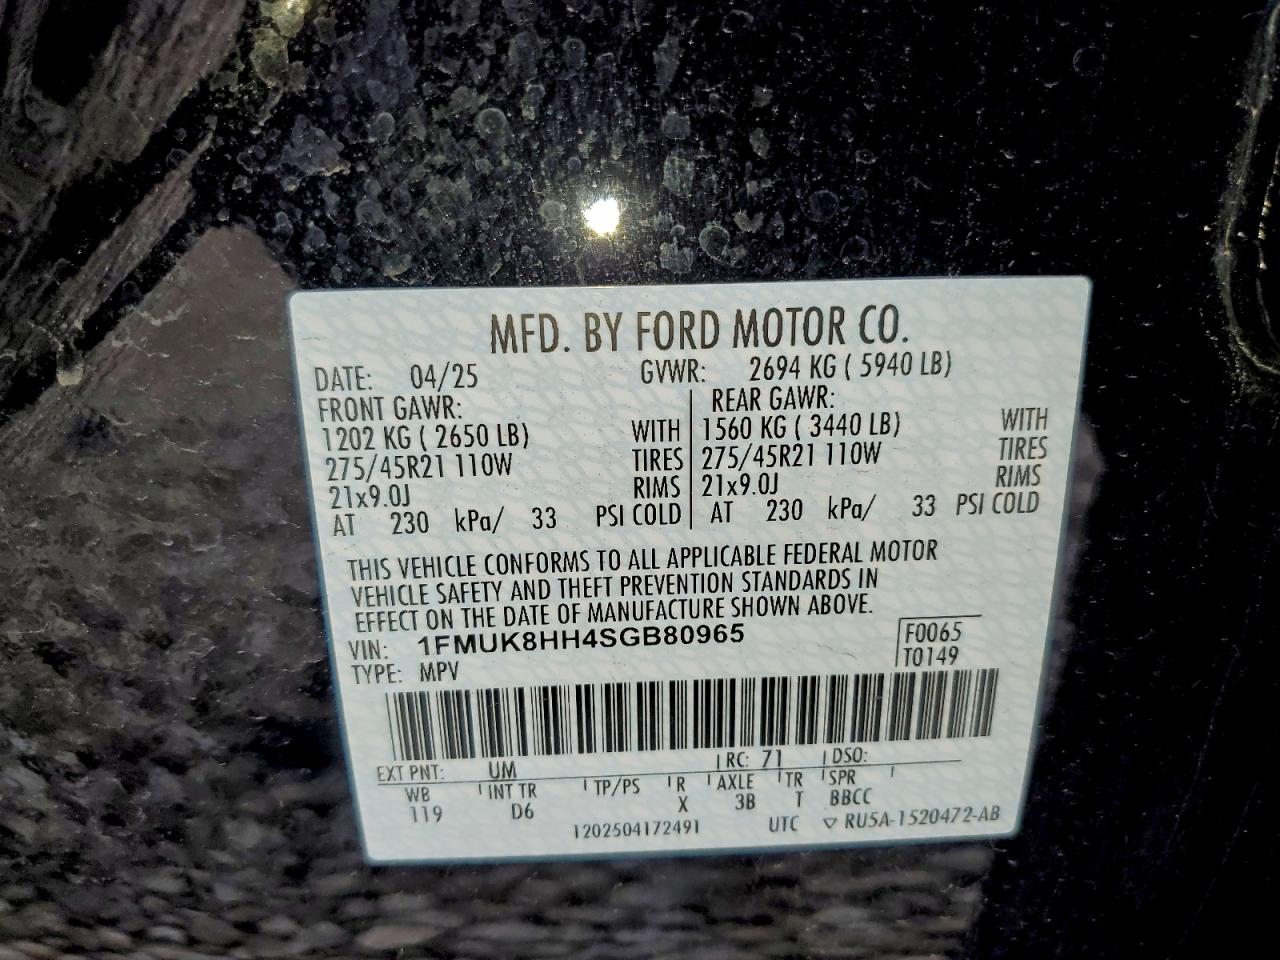 MFD. BY FORD MOTOR CO.
DATE: 04/25 GVWR: 2694 KG ( 5940 LB)
FRONT GAWR: REAR GAWR:
1202 KG ( 2650 LB) WITH 1560 KG ( 3440 LB) WITH
275/45R21 110W TIRES 275/45R21 110W TIRES
21x9.0J RIMS 21x9.0J RIMS
AT 230 kPa/ 33 PSI COLD AT 230 kPa/ 33 PSI COLD
THIS VEHICLE CONFORMS TO ALL APPLICABLE FEDERAL MOTOR
VEHICLE SAFETY AND THEFT PREVENTION STANDARDS IN
EFFECT ON THE DATE OF MANUFACTURE SHOWN ABOVE.
VIN: 1FMUK8HH4SGB80965 F0065
TYPE: MPV T0149
EXT PNT: UM RC: 71 DSO:
WB INT TR TP/PS R AXLE TR SPR
119 D6 X 3B T BBCC
1202504172491 UTC ▽ RU5A-1520472-AB